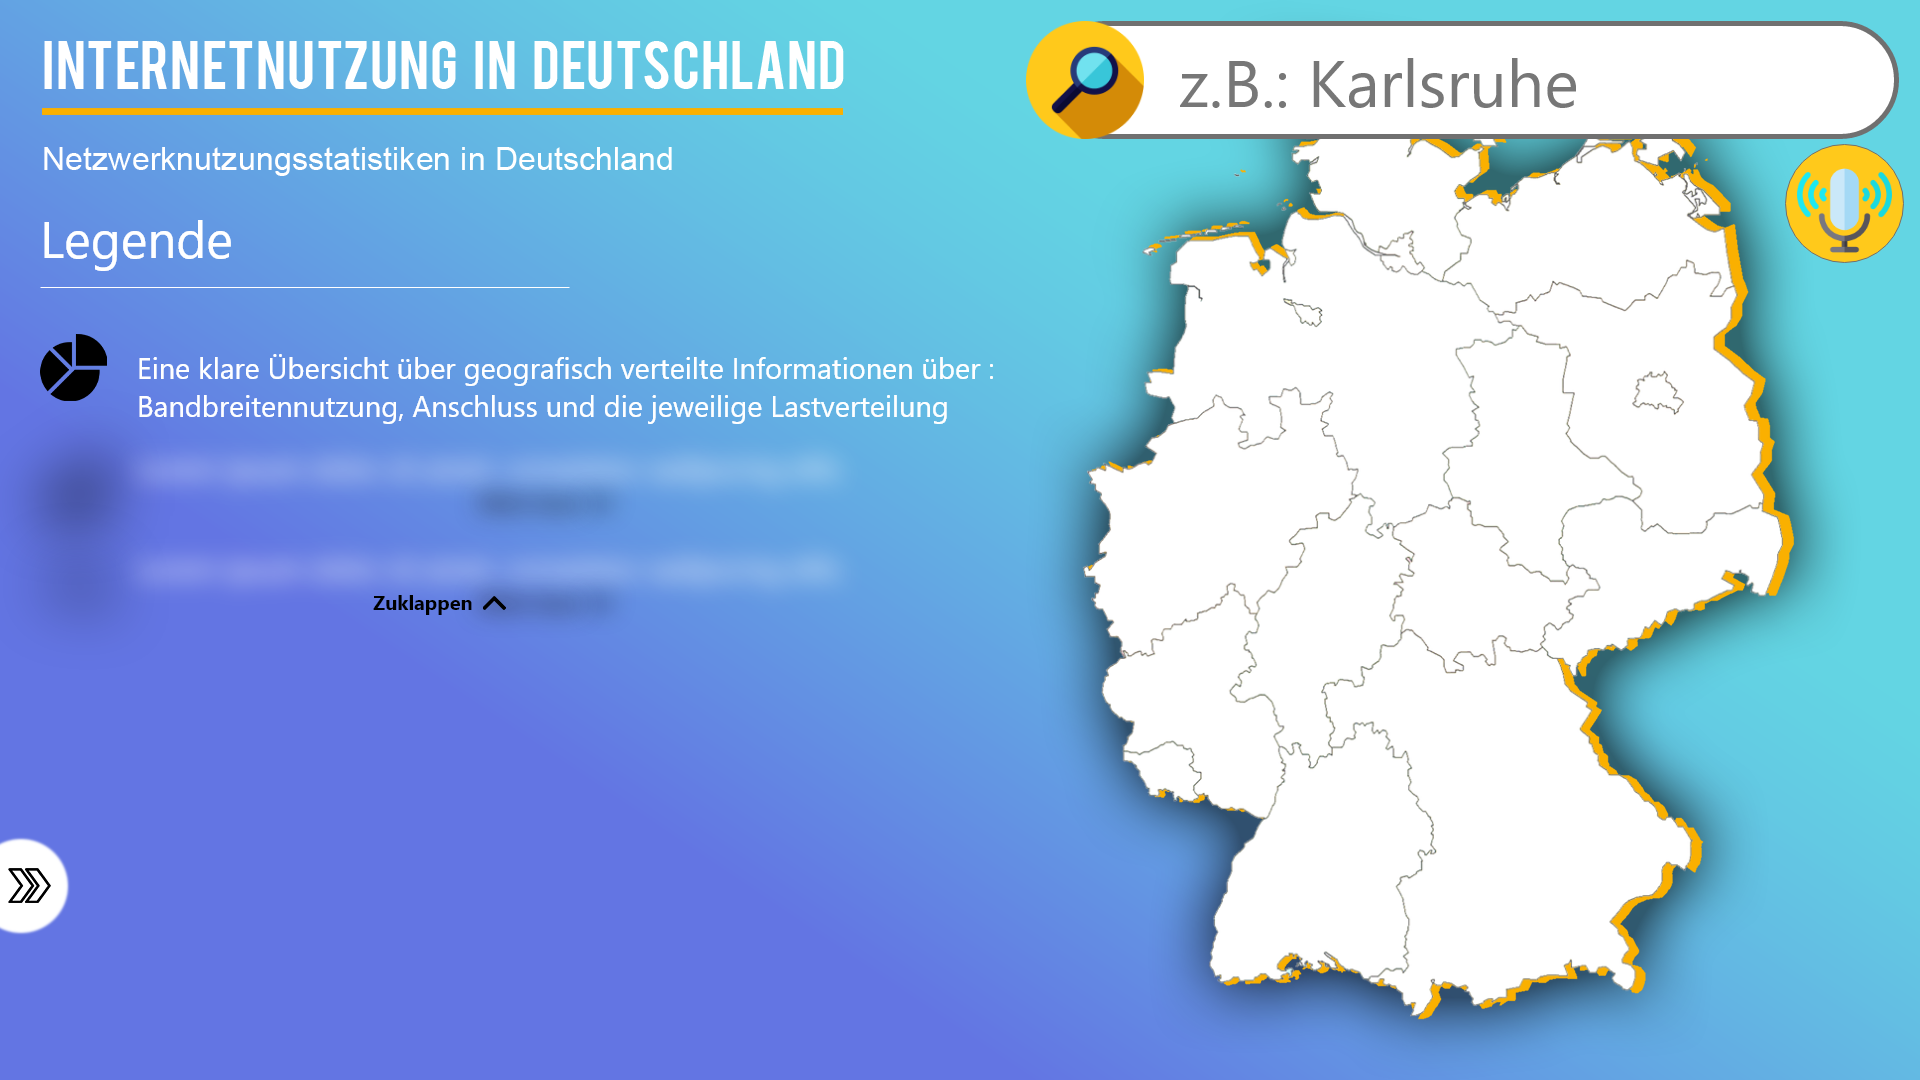 INTERNETNUTZUNG IN DEUTSCHLAND
z.B.: Karlsruhe
Netzwerknutzungsstatistiken in Deutschland
Legende
Eine klare Übersicht über geografisch verteilte Informationen über :
Bandbreitennutzung, Anschluss und die jeweilige Lastverteilung
Zuklappen